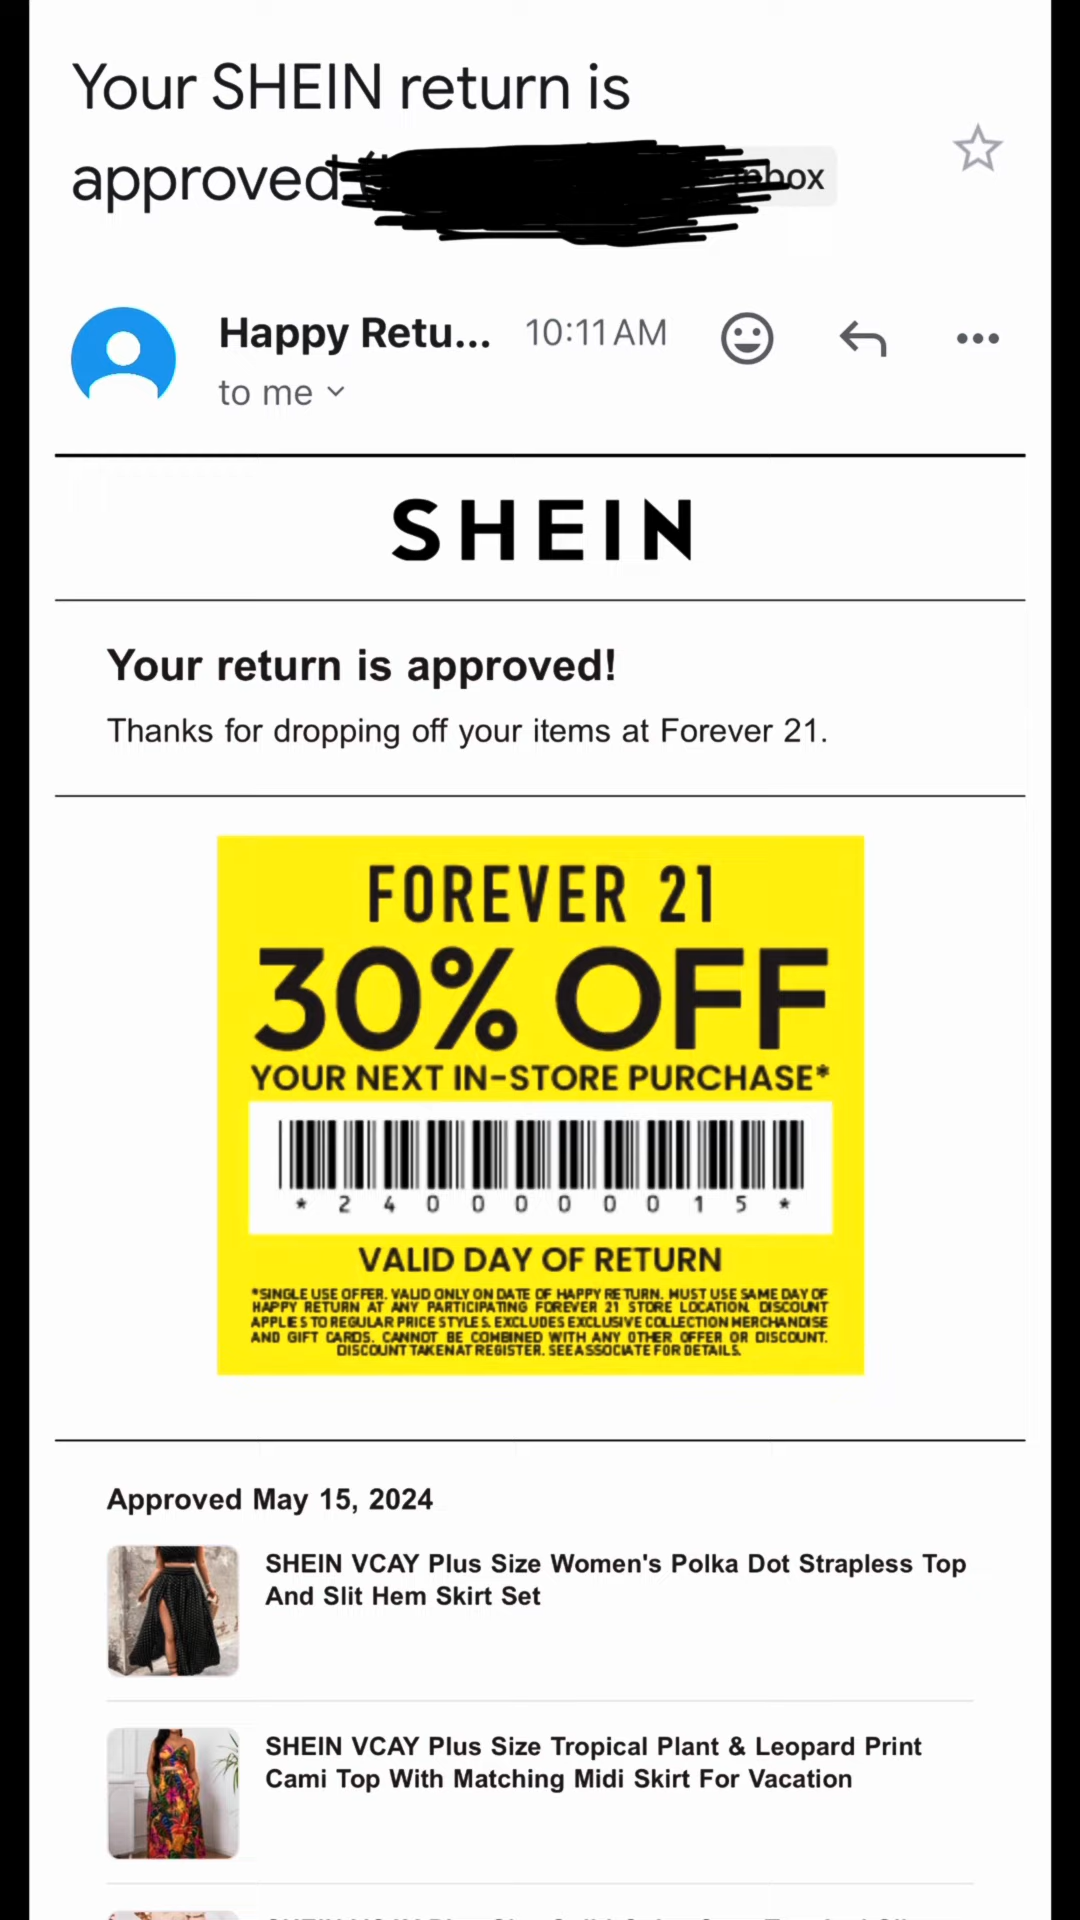 Your SHEIN return is
approved
Happy Retu... 10:11 AM
to me
SHEIN
Your return is approved!
Thanks for dropping off your items at Forever 21.
FOREVER 21
30% OFF
YOUR NEXT IN-STORE PURCHASE*
* 2 4 0 0 0 0 0 0 1 5 *
VALID DAY OF RETURN
*SINGLE USE OFFER. VALID ONLY ON DATE OF HAPPY RETURN. MUST USE SAME DAY OF
HAPPY RETURN AT ANY PARTICIPATING FOREVER 21 STORE LOCATION. DISCOUNT
APPLIES TO REGULAR PRICE STYLES. EXCLUDES EXCLUSIVE COLLECTION MERCHANDISE
AND GIFT CARDS. CANNOT BE COMBINED WITH ANY OTHER OFFER OR DISCOUNT.
DISCOUNT TAKEN AT REGISTER. SEE ASSOCIATE FOR DETAILS.
Approved May 15, 2024
SHEIN VCAY Plus Size Women's Polka Dot Strapless Top
And Slit Hem Skirt Set
SHEIN VCAY Plus Size Tropical Plant & Leopard Print
Cami Top With Matching Midi Skirt For Vacation